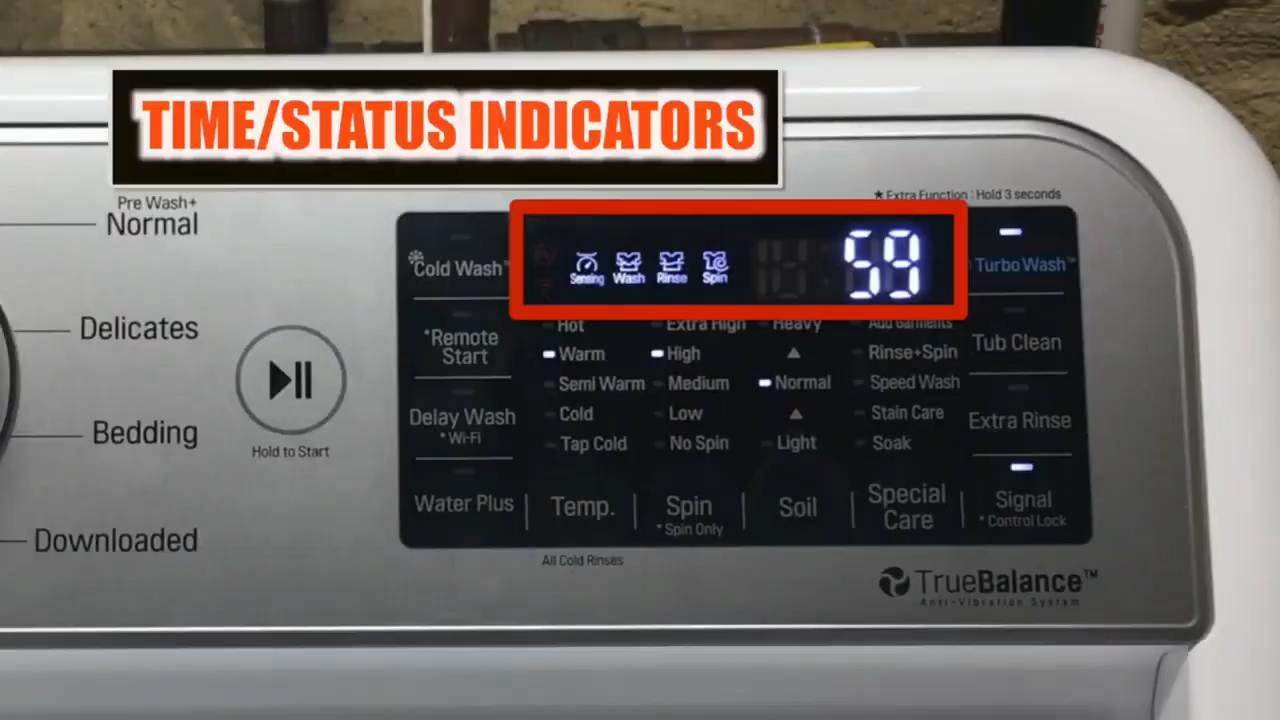 TIME/STATUS INDICATORS
Pre Wash+
Normal
Delicates
Bedding
Downloaded
Hold to Start
★ Extra Function : Hold 3 seconds
Sensing Wash Rinse Spin
59
Cold Wash™
*Remote
Start
Delay Wash
* Wi-Fi
Water Plus
Hot
Warm
Semi Warm
Cold
Tap Cold
Temp.
All Cold Rinses
Extra High
High
Medium
Low
No Spin
Spin
* Spin Only
Heavy
Normal
Light
Soil
Add Garments
Rinse+Spin
Speed Wash
Stain Care
Soak
Special
Care
Turbo Wash™
Tub Clean
Extra Rinse
Signal
* Control Lock
TrueBalance™
Anti-Vibration System